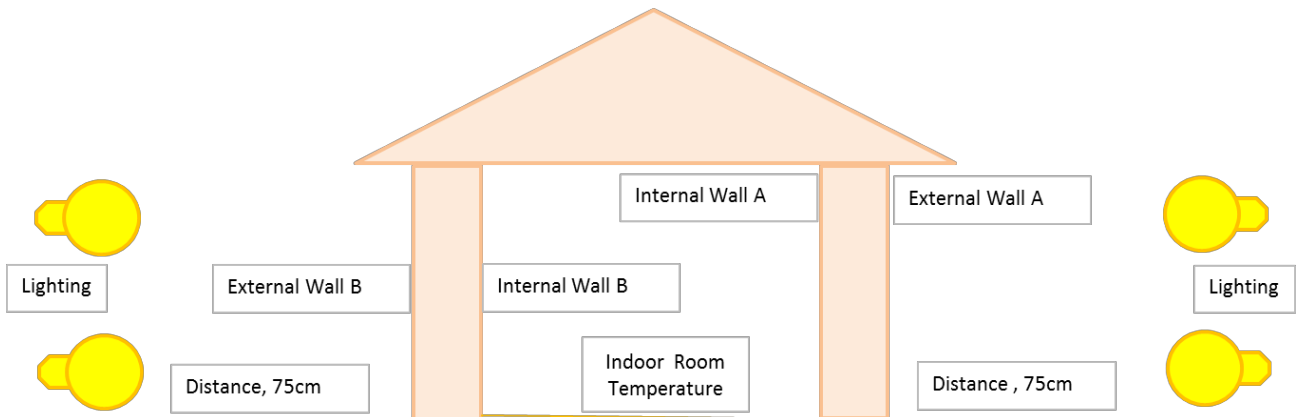 Internal Wall A
External Wall A
Lighting
External Wall B
Internal Wall B
Lighting
Distance, 75cm
Indoor Room
Temperature
Distance , 75cm